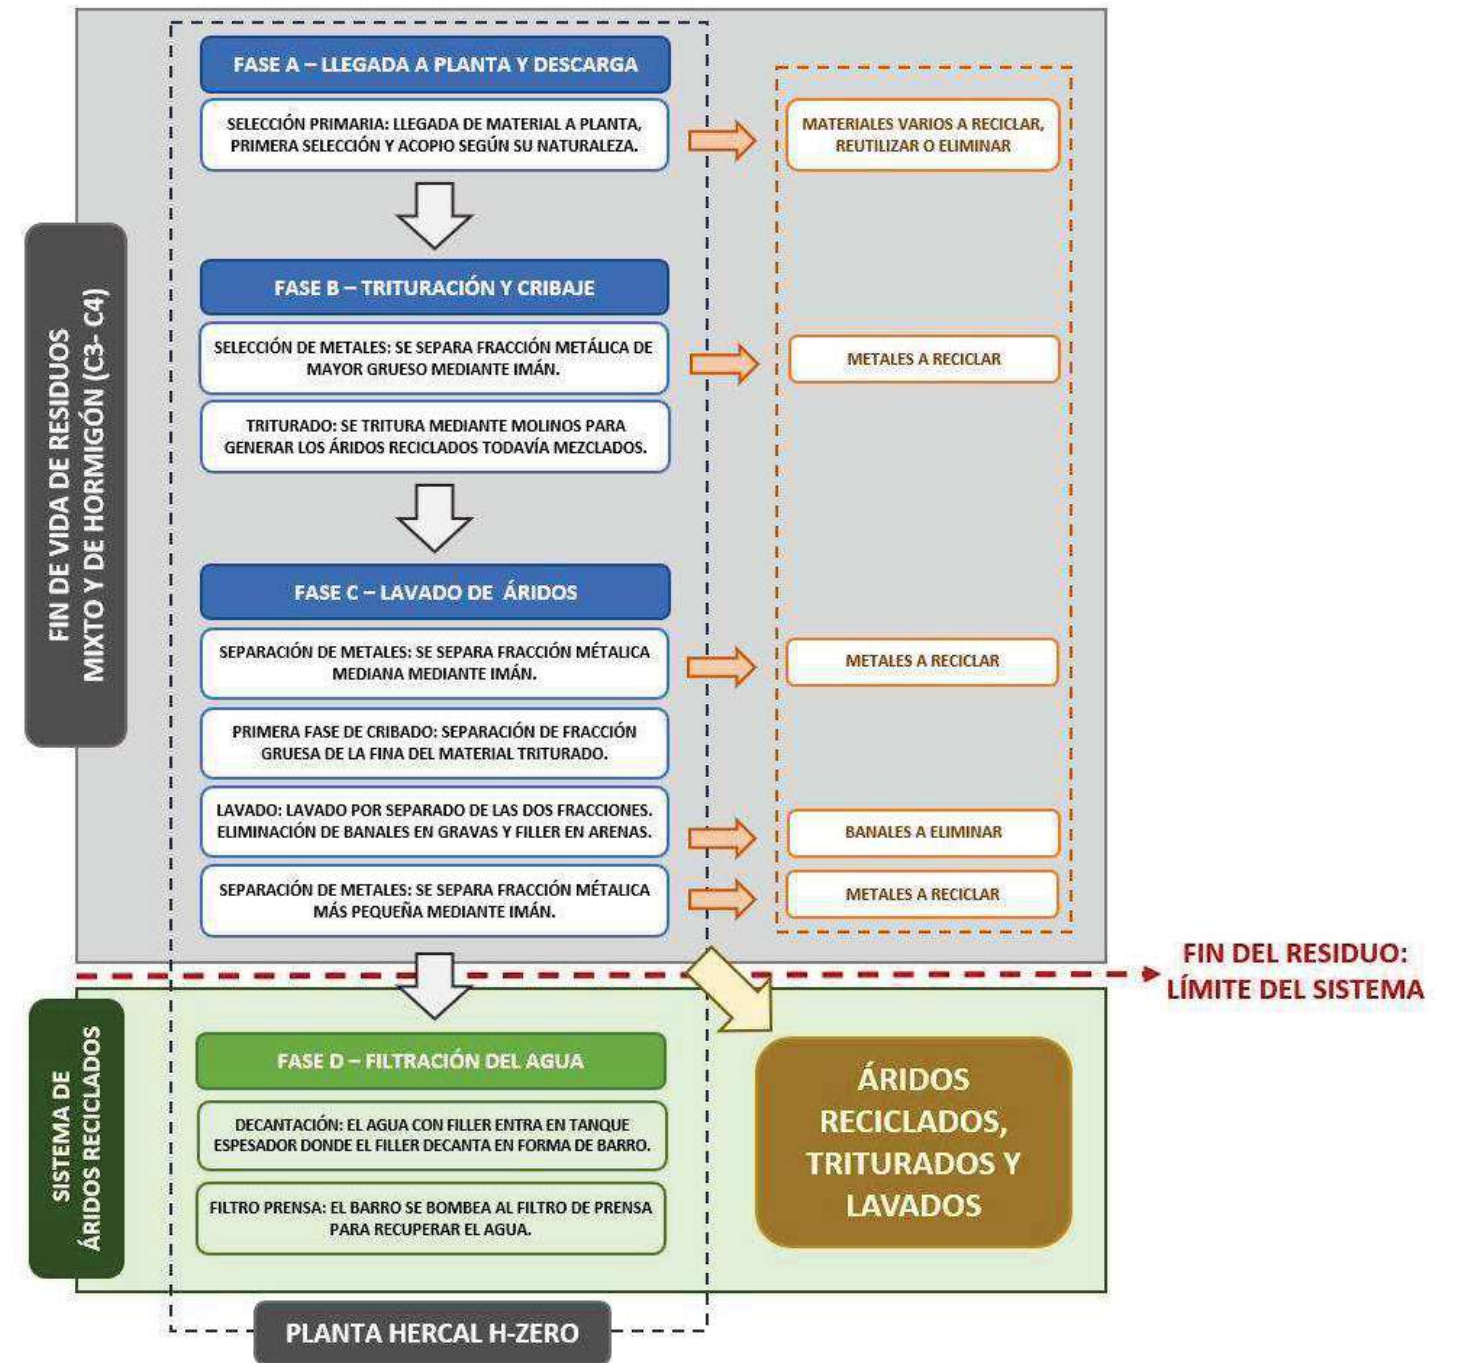 FASE A – LLEGADA A PLANTA Y DESCARGA
SELECCIÓN PRIMARIA: LLEGADA DE MATERIAL A PLANTA,
PRIMERA SELECCIÓN Y ACOPIO SEGÚN SU NATURALEZA.
MATERIALES VARIOS A RECICLAR,
REUTILIZAR O ELIMINAR
FIN DE VIDA DE RESIDUOS
MIXTO Y DE HORMIGÓN (C3- C4)
FASE B – TRITURACIÓN Y CRIBAJE
SELECCIÓN DE METALES: SE SEPARA FRACCIÓN METÁLICA DE
MAYOR GRUESO MEDIANTE IMÁN.
METALES A RECICLAR
TRITURADO: SE TRITURA MEDIANTE MOLINOS PARA
GENERAR LOS ÁRIDOS RECICLADOS TODAVÍA MEZCLADOS.
FASE C – LAVADO DE ÁRIDOS
SEPARACIÓN DE METALES: SE SEPARA FRACCIÓN MÉTALICA
MEDIANA MEDIANTE IMÁN.
METALES A RECICLAR
PRIMERA FASE DE CRIBADO: SEPARACIÓN DE FRACCIÓN
GRUESA DE LA FINA DEL MATERIAL TRITURADO.
LAVADO: LAVADO POR SEPARADO DE LAS DOS FRACCIONES.
ELIMINACIÓN DE BANALES EN GRAVAS Y FILLER EN ARENAS.
BANALES A ELIMINAR
SEPARACIÓN DE METALES: SE SEPARA FRACCIÓN MÉTALICA
MÁS PEQUEÑA MEDIANTE IMÁN.
METALES A RECICLAR
FIN DEL RESIDUO:
LÍMITE DEL SISTEMA
SISTEMA DE
ÁRIDOS RECICLADOS
FASE D – FILTRACIÓN DEL AGUA
DECANTACIÓN: EL AGUA CON FILLER ENTRA EN TANQUE
ESPESADOR DONDE EL FILLER DECANTA EN FORMA DE BARRO.
FILTRO PRENSA: EL BARRO SE BOMBEA AL FILTRO DE PRENSA
PARA RECUPERAR EL AGUA.
ÁRIDOS
RECICLADOS,
TRITURADOS Y
LAVADOS
PLANTA HERCAL H-ZERO